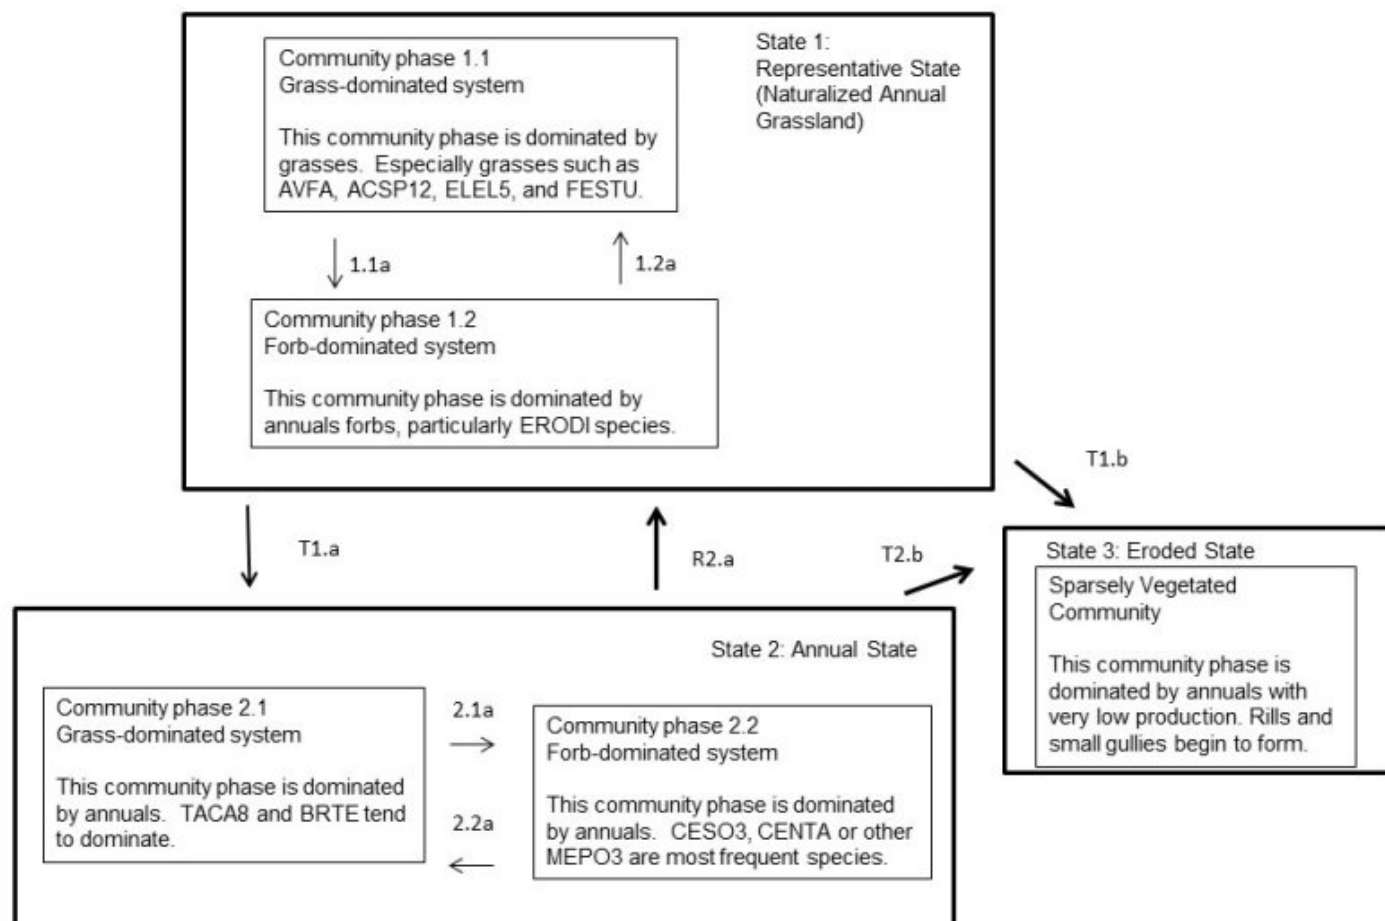 State 1:
Representative State
(Naturalized Annual
Grassland)
Community phase 1.1
Grass-dominated system
This community phase is dominated by
grasses. Especially grasses such as
AVFA, ACSP12, ELEL5, and FESTU.
1.1a
1.2a
Community phase 1.2
Forb-dominated system
This community phase is dominated by
annuals forbs, particularly ERODI species.
T1.b
T1.a
R2.a
T2.b
State 3: Eroded State
Sparsely Vegetated
Community
This community phase is
dominated by annuals with
very low production. Rills and
small gullies begin to form.
State 2: Annual State
Community phase 2.1
Grass-dominated system
This community phase is dominated
by annuals. TACA8 and BRTE tend
to dominate.
2.1a
2.2a
Community phase 2.2
Forb-dominated system
This community phase is dominated
by annuals. CESO3, CENTA or other
MEPO3 are most frequent species.